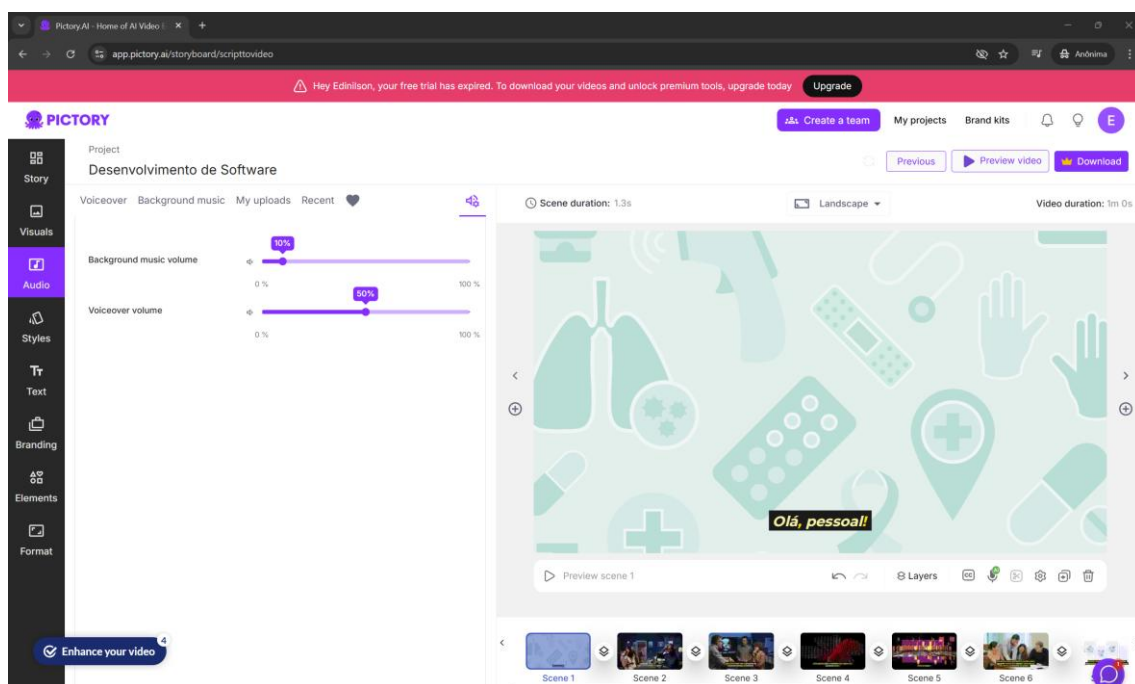 Pictory.AI - Home of AI Video E
app.pictory.ai/storyboard/scripttovideo
Anônima
Hey Edinilson, your free trial has expired. To download your videos and unlock premium tools, upgrade today
Upgrade
PICTORY
Create a team
My projects
Brand kits
E
Story
Visuals
Audio
Styles
Text
Branding
Elements
Format
Project
Desenvolvimento de Software
Previous
Preview video
Download
Voiceover
Background music
My uploads
Recent
Background music volume
10%
0 %
100 %
Voiceover volume
50%
0 %
100 %
Scene duration: 1.3s
Landscape
Video duration: 1m 0s
Olá, pessoal!
Preview scene 1
Layers
CC
Enhance your video
4
Scene 1
Scene 2
Scene 3
Scene 4
Scene 5
Scene 6